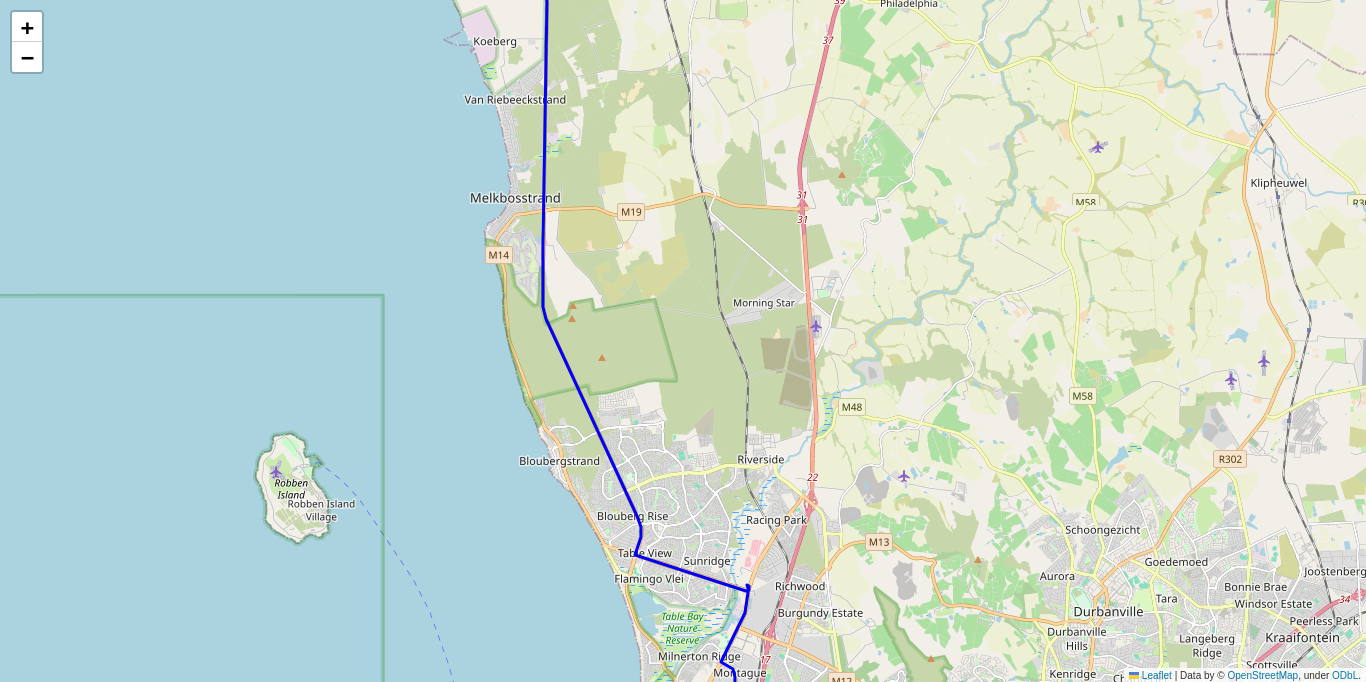 +
−
39
Philadelphia
Koeberg
37
Van Riebeeckstrand
M58
Klipheuwel
Melkbosstrand
31
M19
31
M14
Morning Star
M58
M48
Bloubergstrand
Riverside
R302
22
Robben
Island
Robben Island
Village
Blouberg Rise
Racing Park
Schoongezicht
M13
Table View
Sunridge
Goedemoed
Flamingo Vlei
Richwood
Aurora
Joostenberg
Bonnie Brae
Tara
34
Burgundy Estate
Durbanville
Windsor Estate
Table Bay
Nature
Reserve
Peerless Park
Durbanville
Hills
Langeberg
Ridge
Kraaifontein
Milnerton Ridge
17
Montague
Scottsville
Kenridge
M12
Leaflet | Data by © OpenStreetMap, under ODbL.